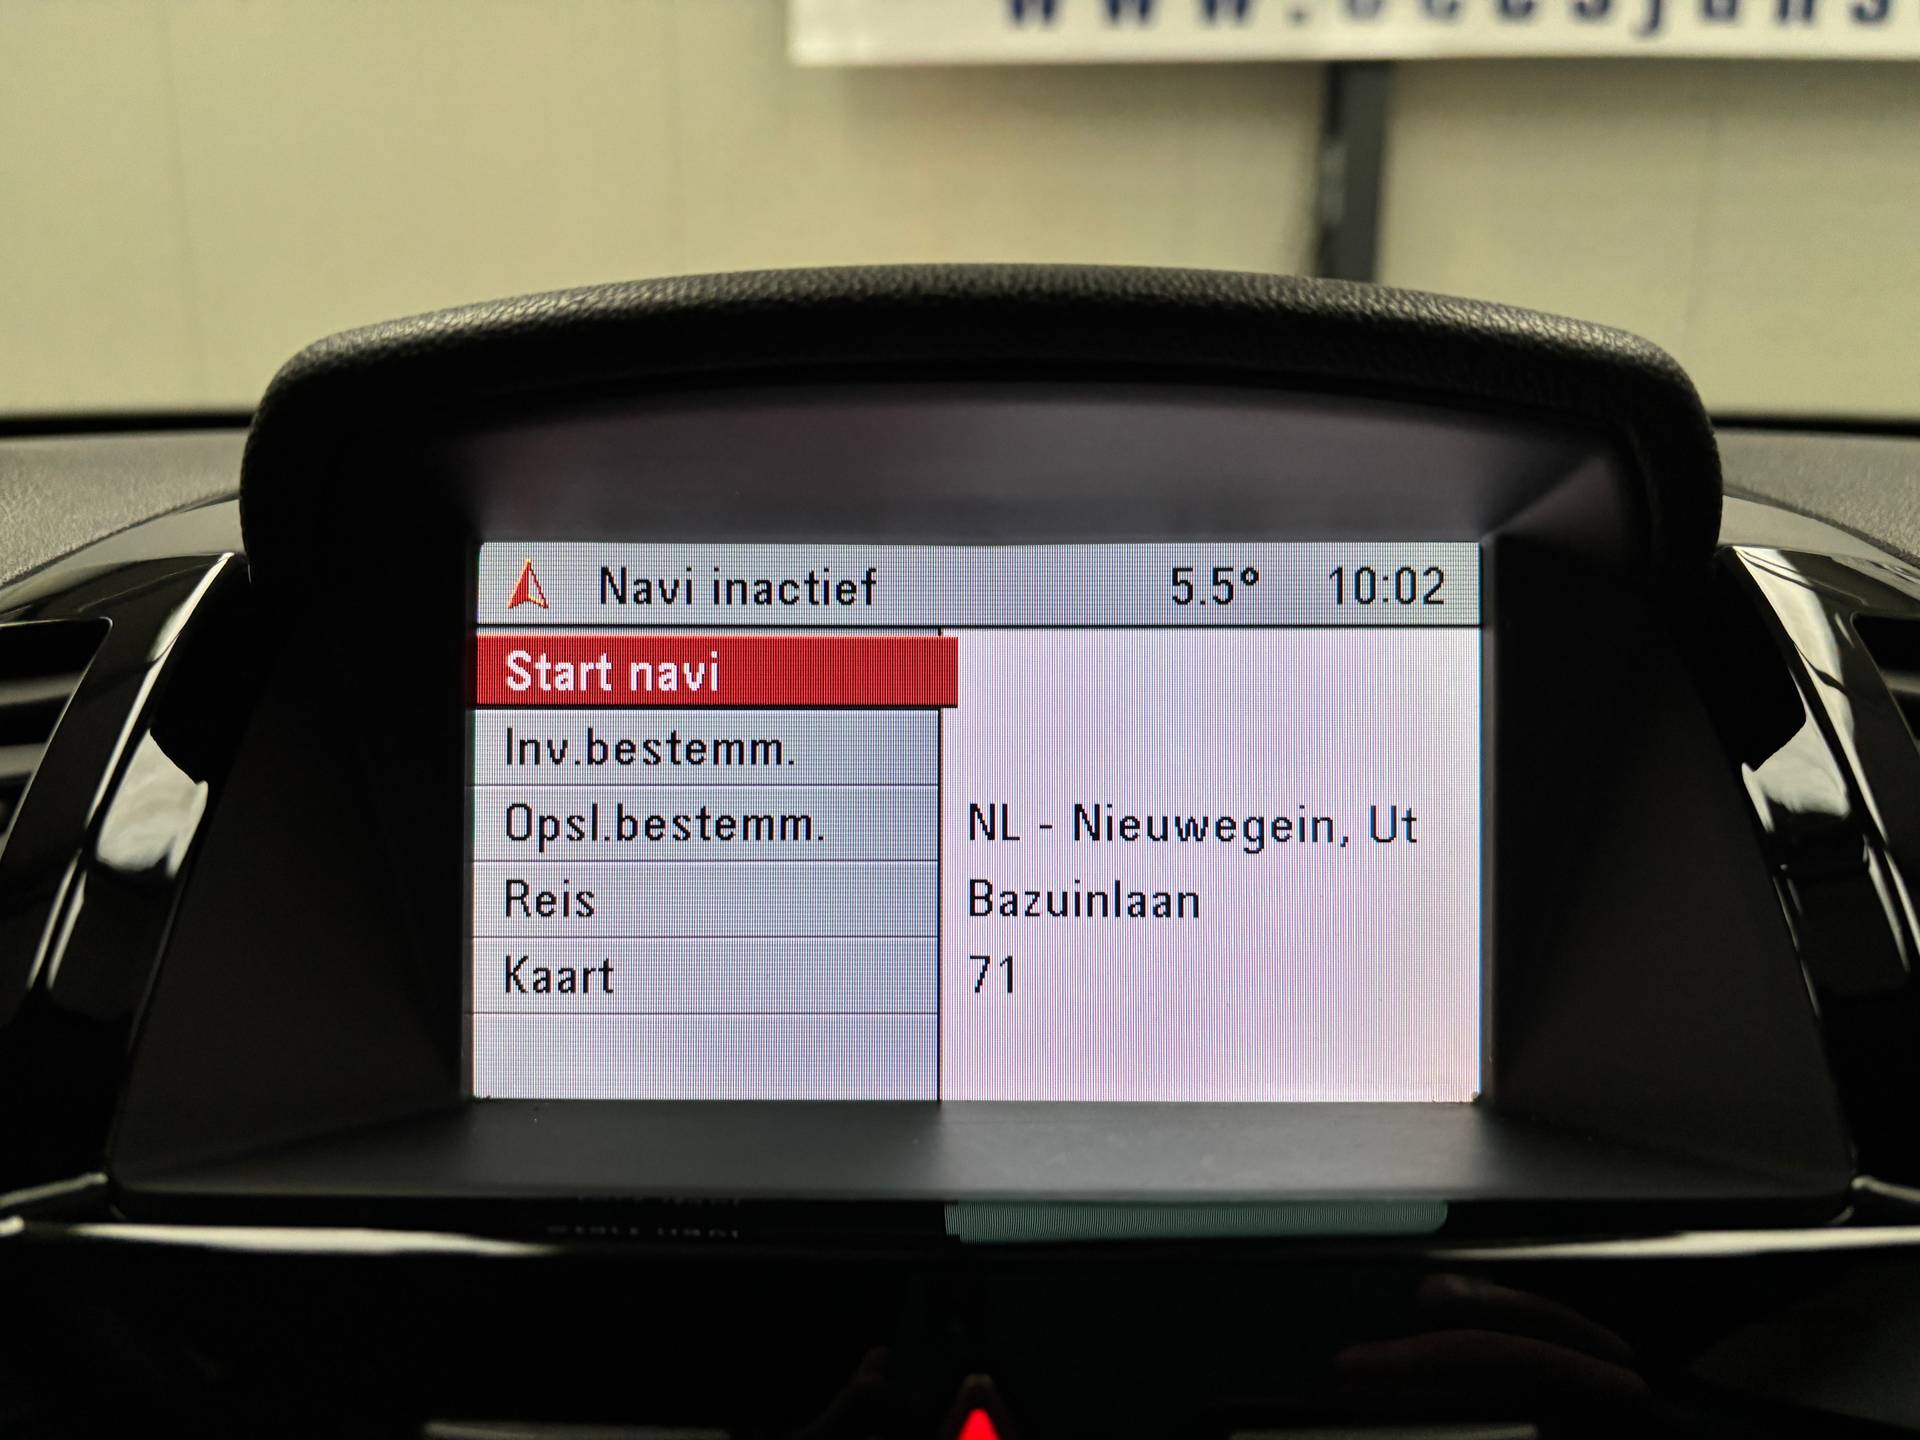 Navi inactief 5.5° 10:02
Start navi
Inv.bestemm.
Opsl.bestemm. NL - Nieuwegein, Ut
Reis Bazuinlaan
Kaart 71